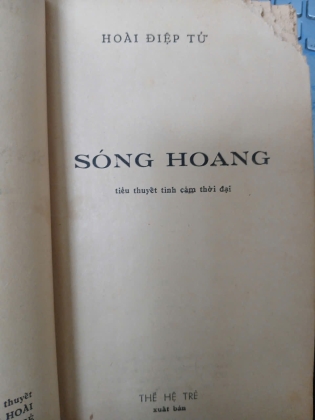 HOÀI ĐIỆP TỬ
SÓNG HOANG
tiểu thuyết tình cảm thời đại
THẾ HỆ TRẺ
xuất bản
thuyết
HOÀI